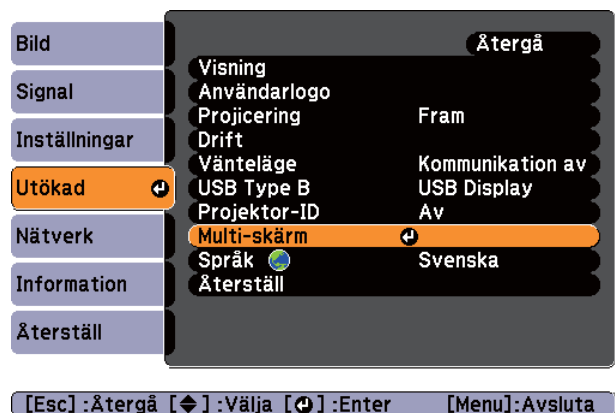 Bild
Signal
Inställningar
Utökad
Nätverk
Information
Återställ
Återgå
Visning
Användarlogo
Projicering Fram
Drift
Vänteläge Kommunikation av
USB Type B USB Display
Projektor-ID Av
Multi-skärm
Språk Svenska
Återställ
[Esc] :Återgå [◆] :Välja [⏎] :Enter [Menu]:Avsluta